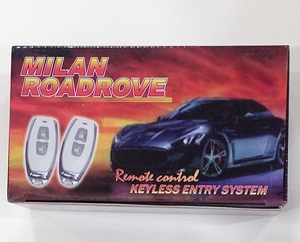 MILAN
ROADROVE
Remote control
KEYLESS ENTRY SYSTEM